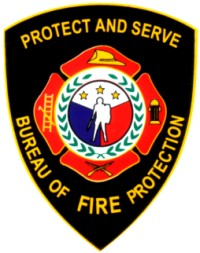 PROTECT AND SERVE
BUREAU OF FIRE PROTECTION